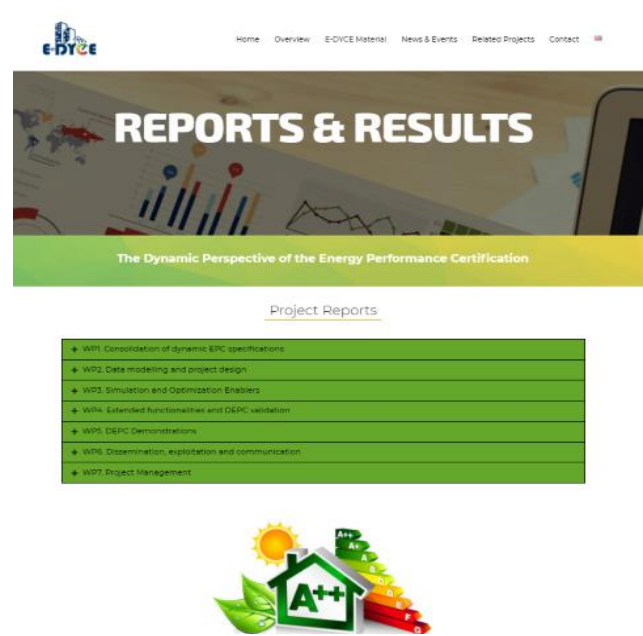 E-DYCE
Home Overview E-DYCE Material News & Events Related Projects Contact
REPORTS & RESULTS
The Dynamic Perspective of the Energy Performance Certification
Project Reports
+ WP1. Consolidation of dynamic EPC specifications
+ WP2. Data modelling and project design
+ WP3. Simulation and Optimization Enablers
+ WP4. Extended functionalities and DEPC validation
+ WP5. DEPC Demonstrations
+ WP6. Dissemination, exploitation and communication
+ WP7. Project Management
A++
A+
A
B
C
D
E
F
G
A++